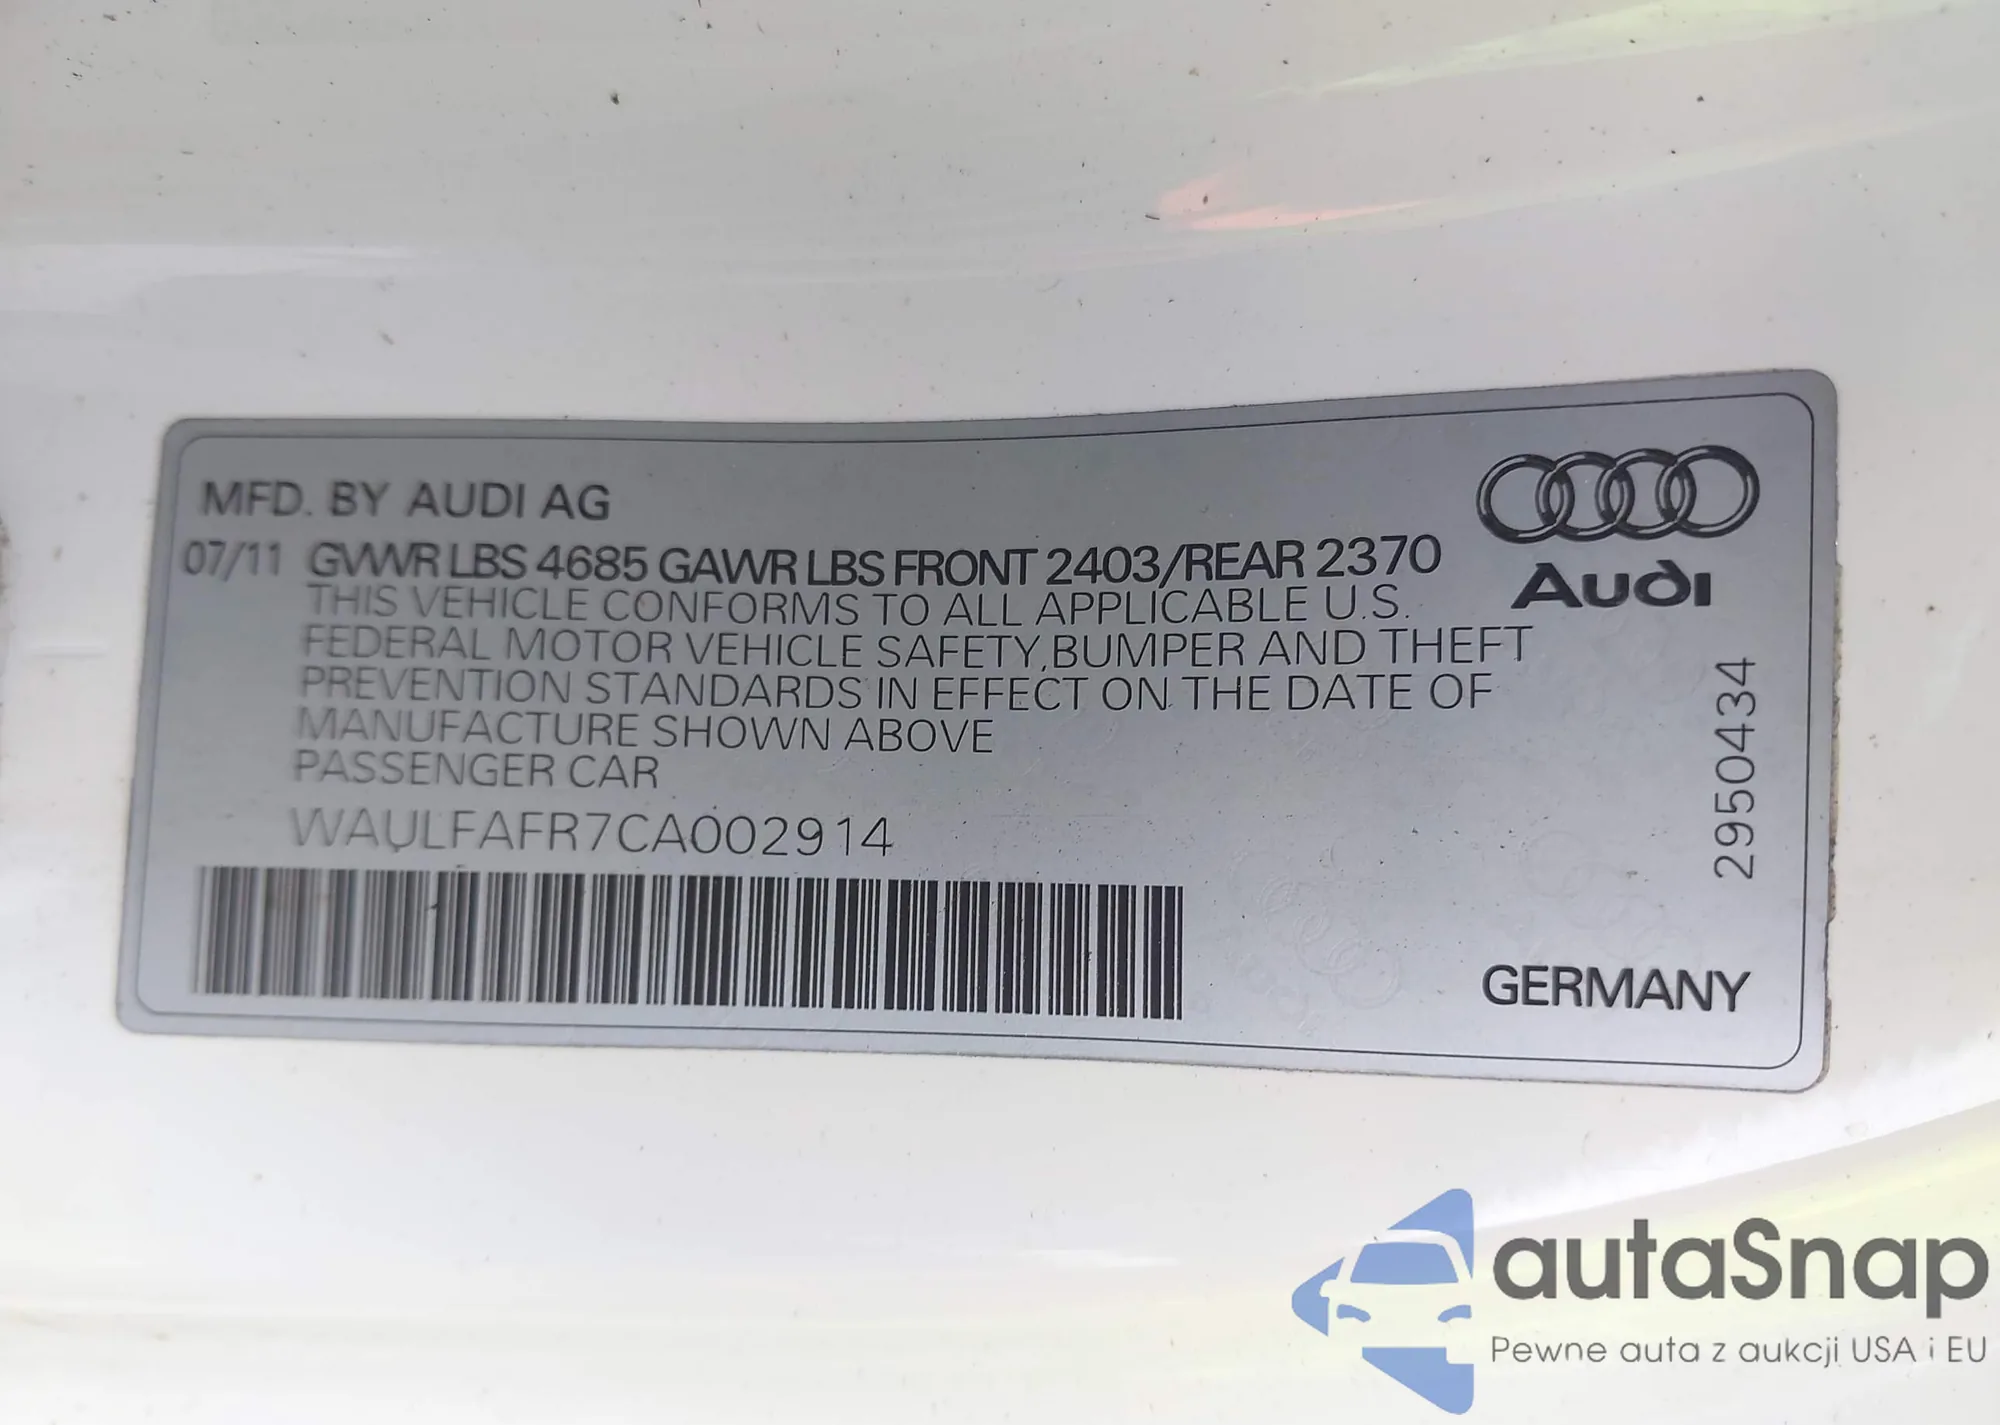 MFD. BY AUDI AG
07/11 GVWR LBS 4685 GAWR LBS FRONT 2403/REAR 2370
THIS VEHICLE CONFORMS TO ALL APPLICABLE U.S.
FEDERAL MOTOR VEHICLE SAFETY,BUMPER AND THEFT
PREVENTION STANDARDS IN EFFECT ON THE DATE OF
MANUFACTURE SHOWN ABOVE
PASSENGER CAR
WAULFAFR7CA002914
Audi
2950434
GERMANY
autaSnap
Pewne auta z aukcji USA i EU